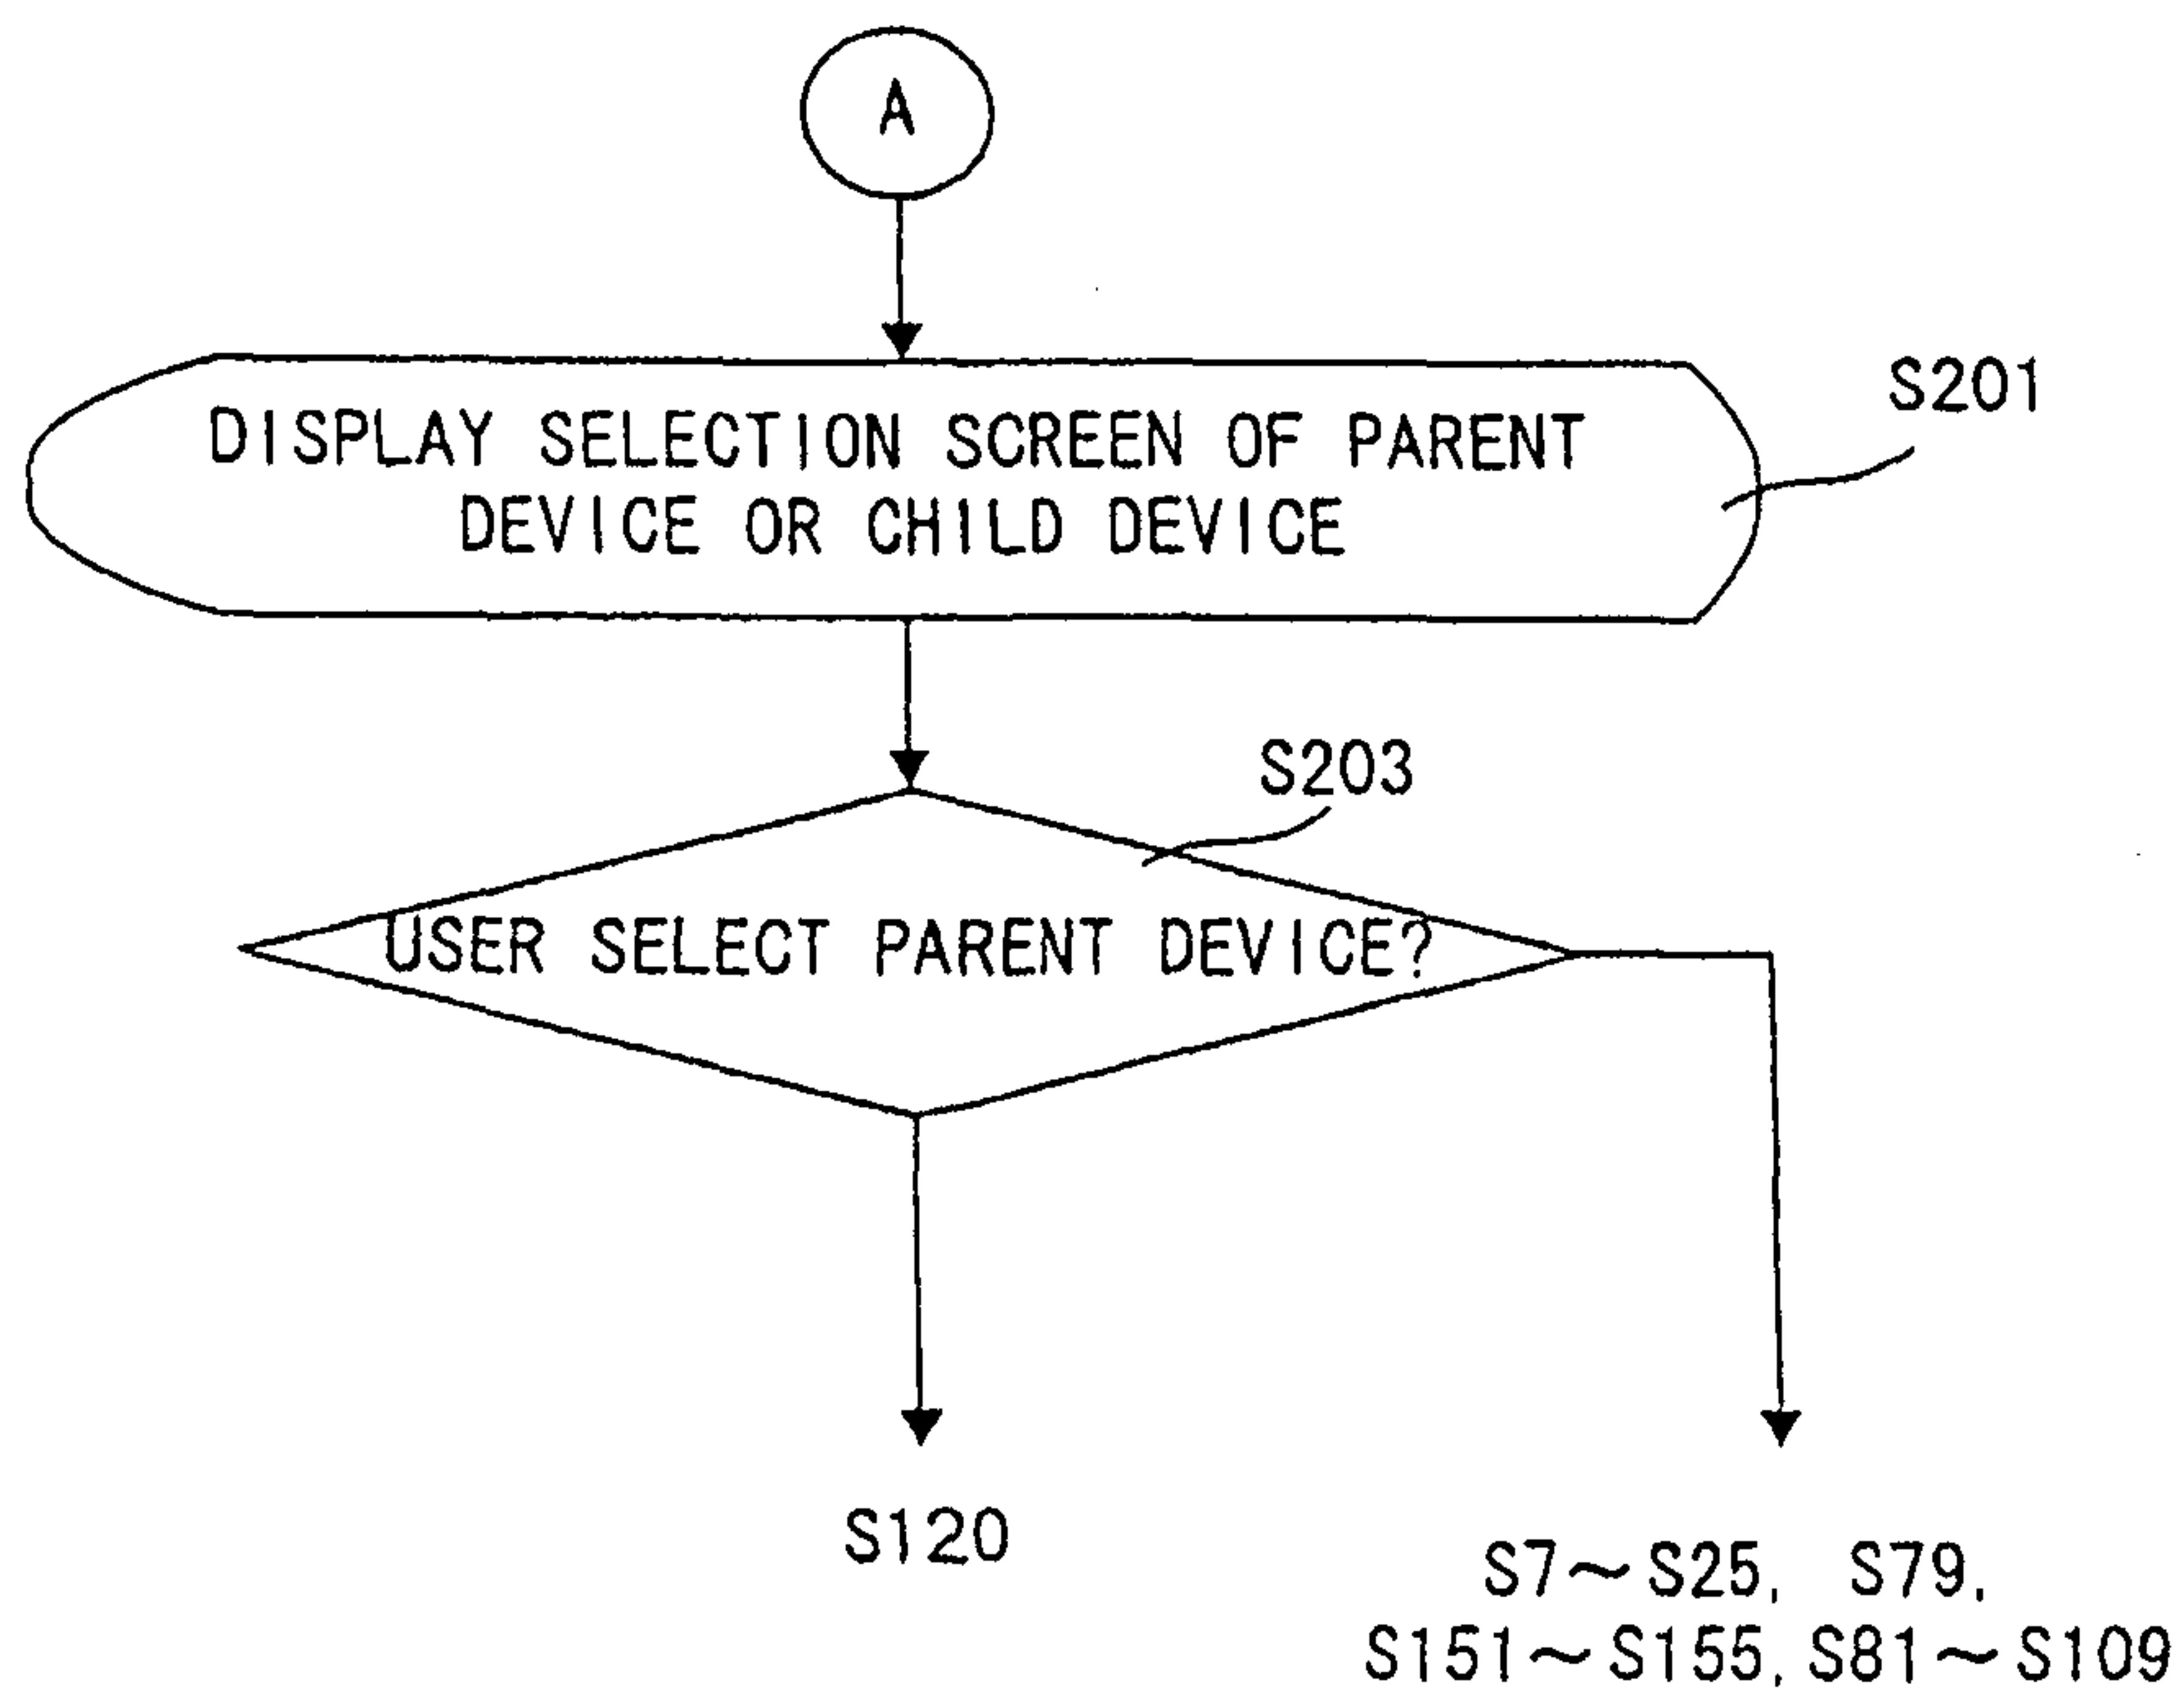 A
S201
DISPLAY SELECTION SCREEN OF PARENT
DEVICE OR CHILD DEVICE
S203
USER SELECT PARENT DEVICE?
S120
S7～S25, S79,
S151～S155, S81～S109